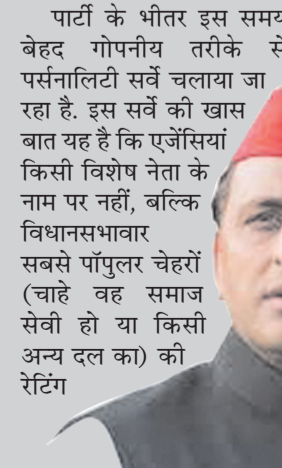 पार्टी के भीतर इस समय
बेहद गोपनीय तरीके से
पर्सनालिटी सर्वे चलाया जा
रहा है. इस सर्वे की खास
बात यह है कि एजेंसियां
किसी विशेष नेता के
नाम पर नहीं, बल्कि
विधानसभावार
सबसे पॉपुलर चेहरों
(चाहे वह समाज
सेवी हो या किसी
अन्य दल का) की
रेटिंग